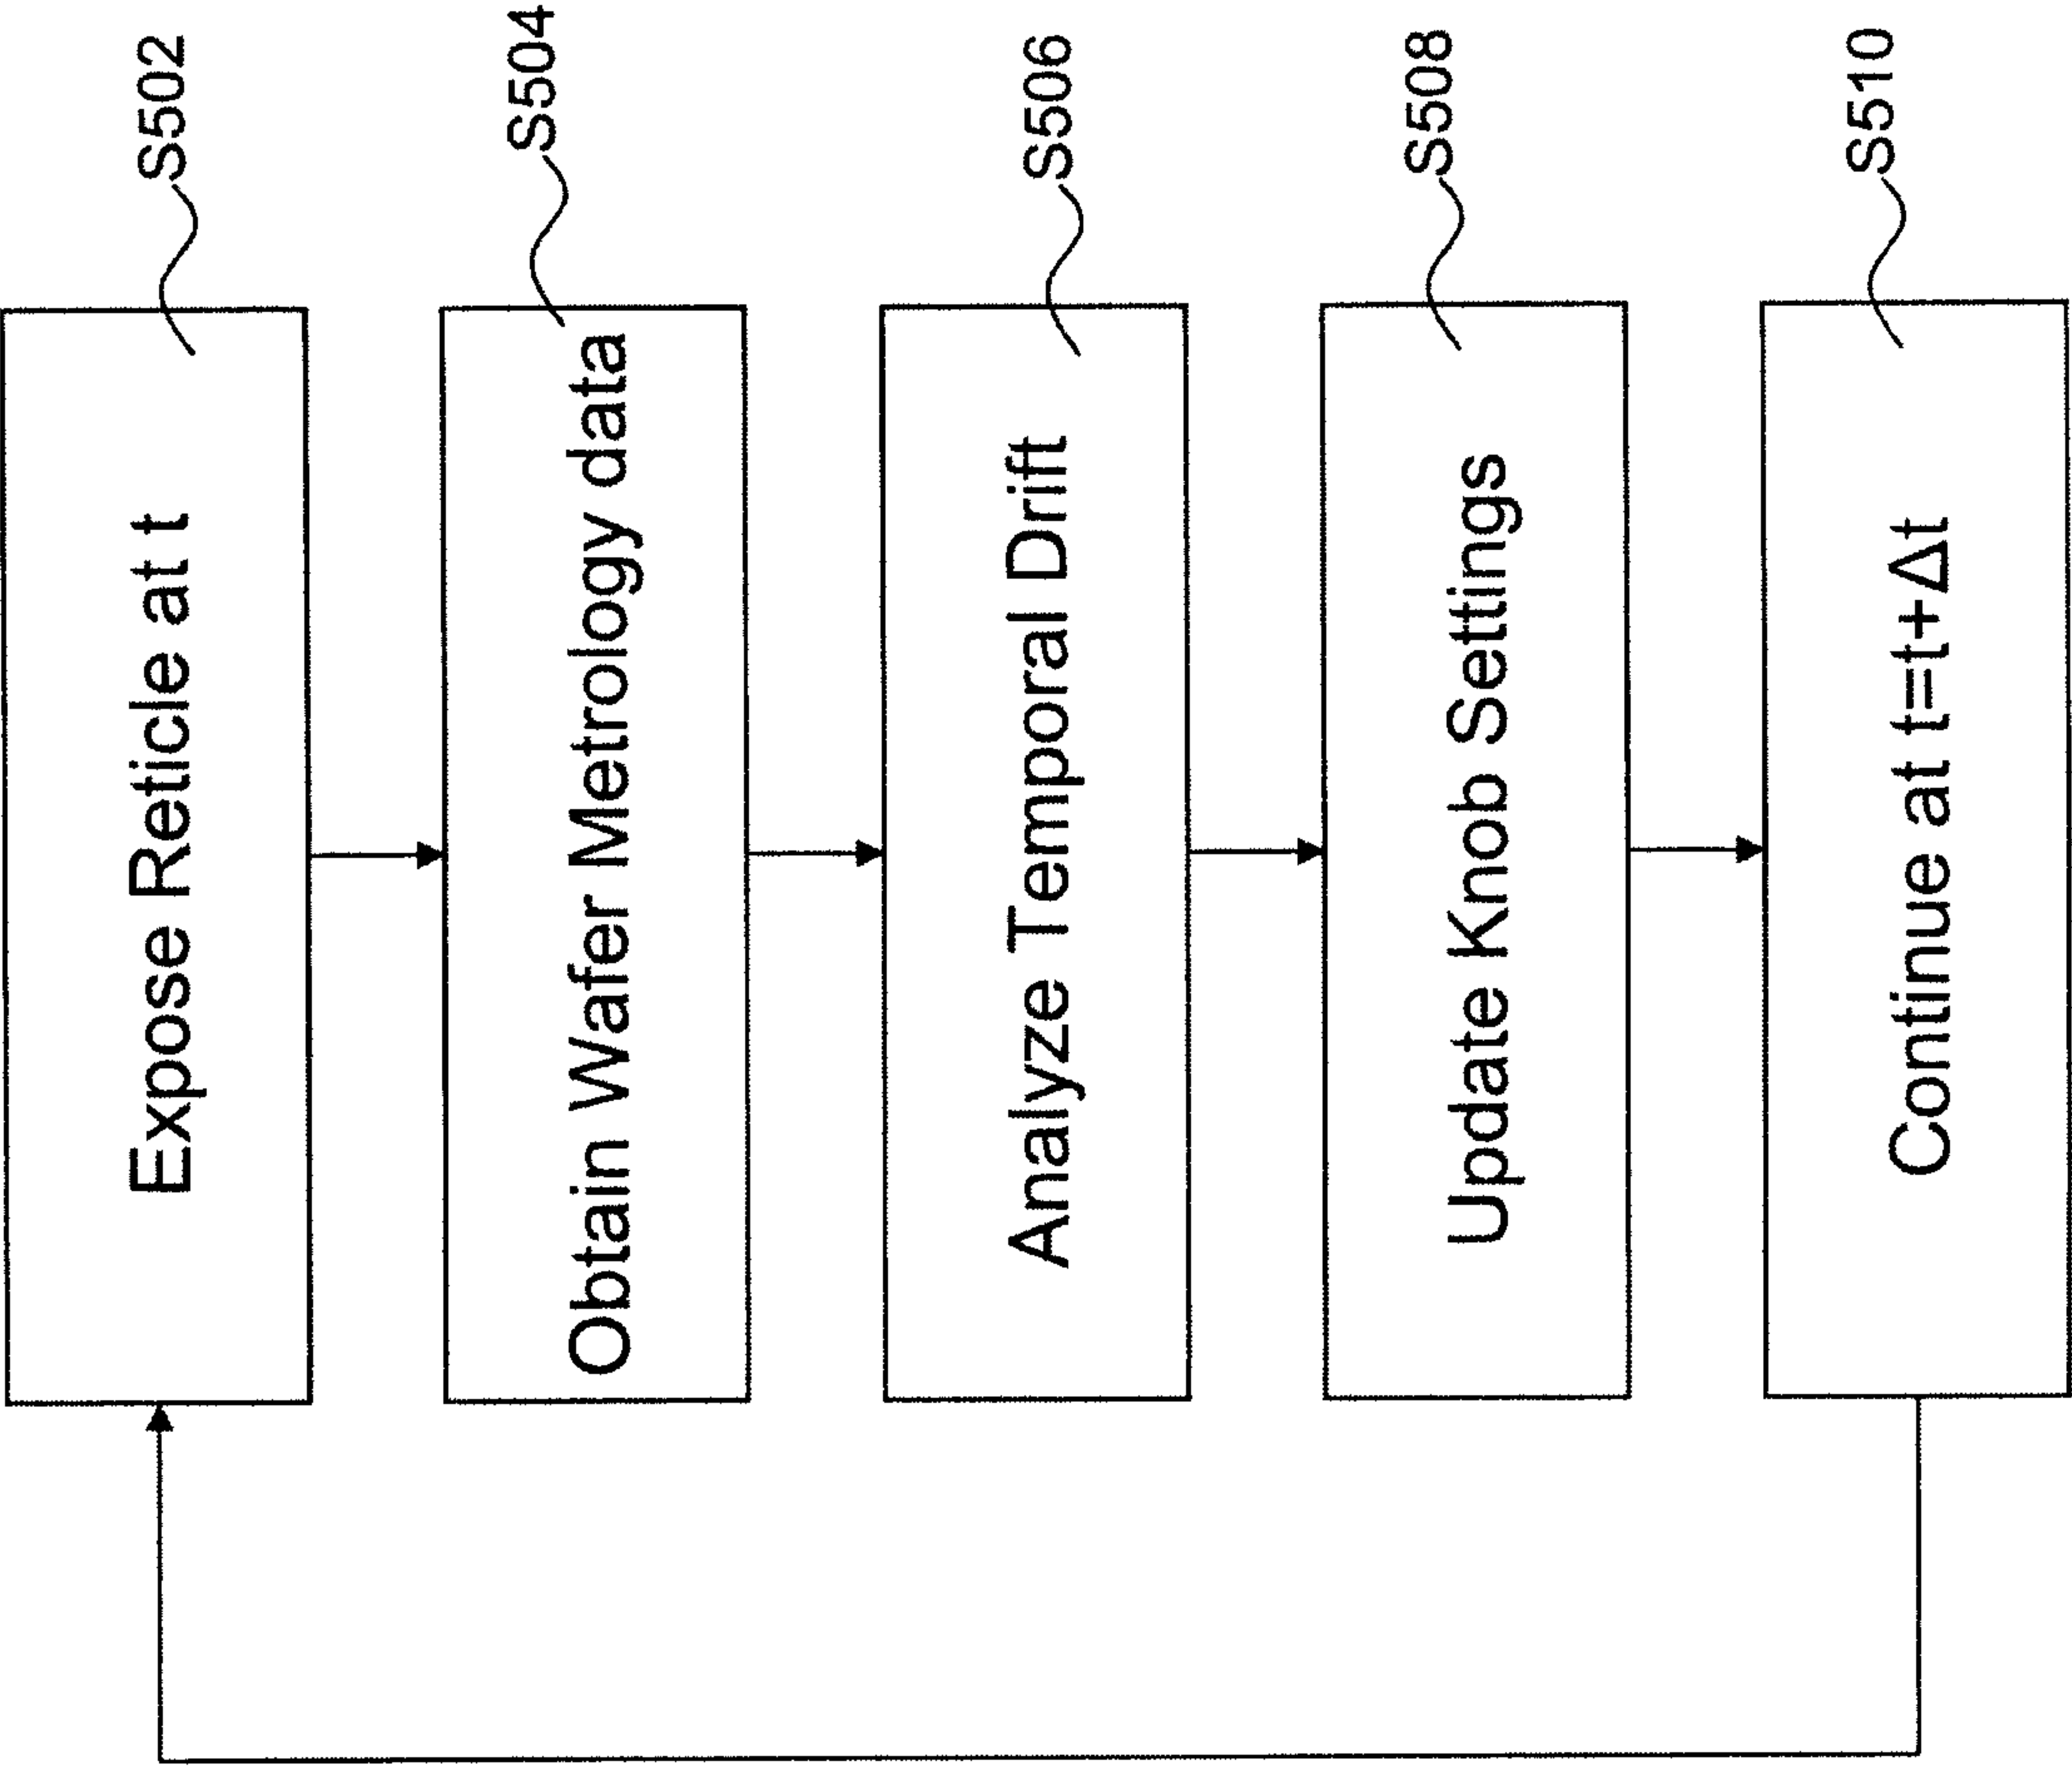 Expose Reticle at t
S502
Obtain Wafer Metrology data
S504
Analyze Temporal Drift
S506
Update Knob Settings
S508
Continue at t=t+Δt
S510